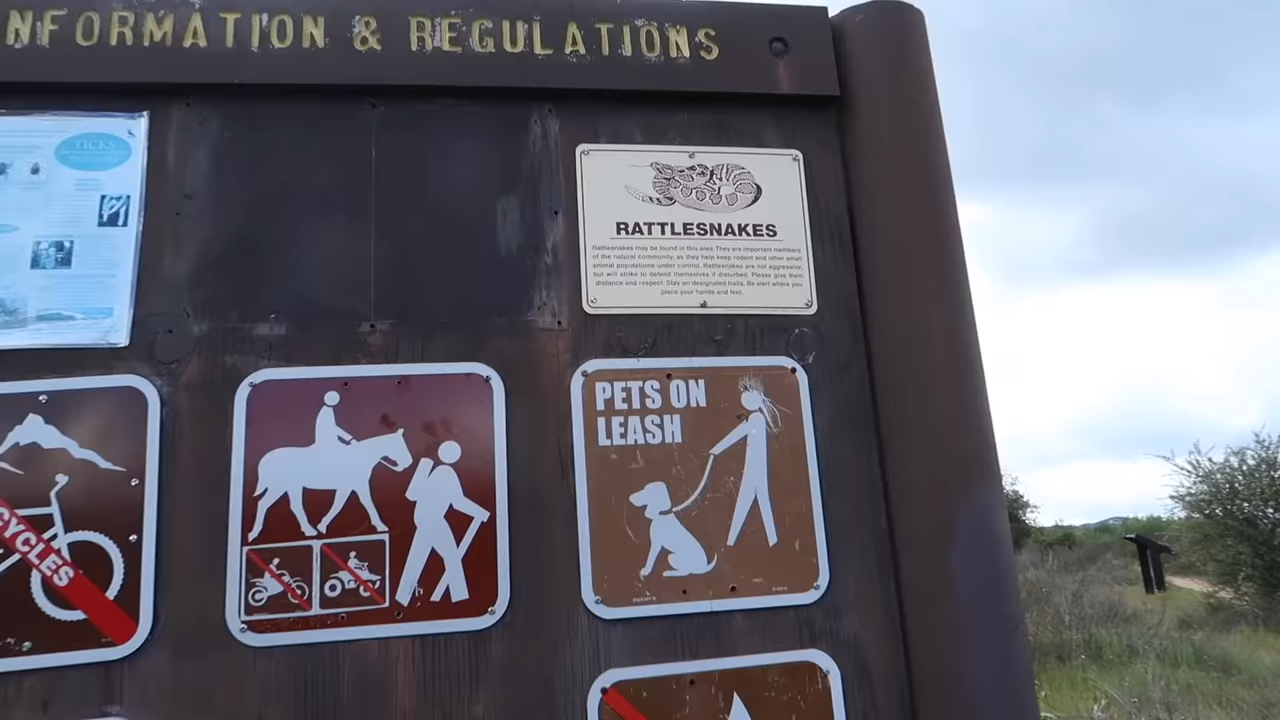 NFORMATION & REGULATIONS
TICKS
RATTLESNAKES
Rattlesnakes may be found in this area. They are important members
of the natural community, as they help keep rodent and other small
animal populations under control. Rattlesnakes are not aggressive,
but will strike to defend themselves if disturbed. Please give them
distance and respect. Stay on designated trails. Be alert where you
place your hands and feet.
PETS ON
LEASH
CYCLES